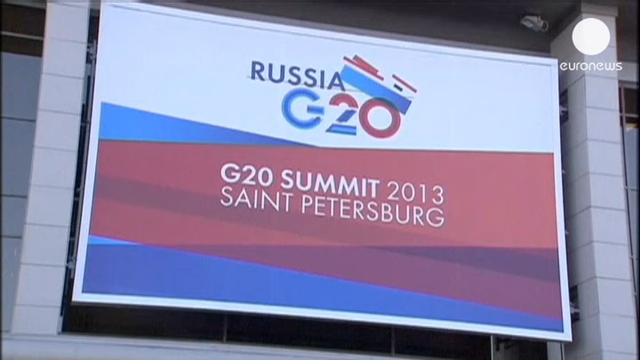 euronews
RUSSIA
G20
G20 SUMMIT 2013
SAINT PETERSBURG